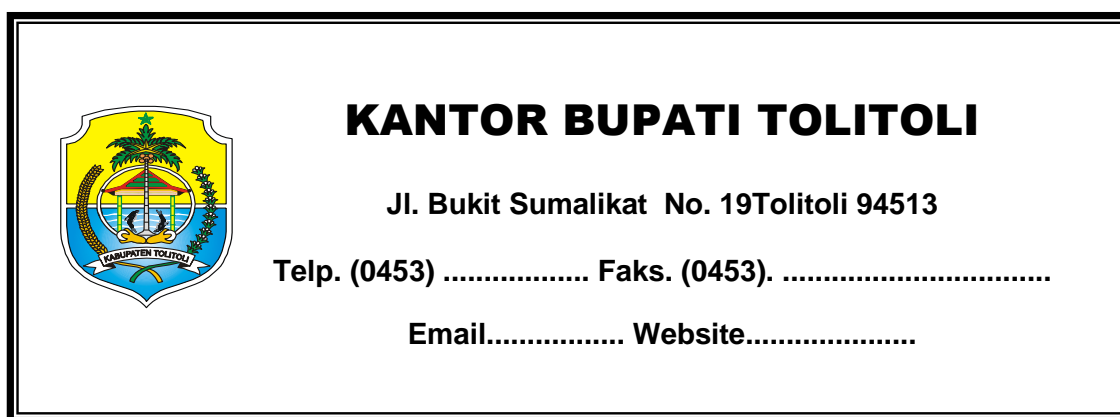 KANTOR BUPATI TOLITOLI
Jl. Bukit Sumalikat  No. 19Tolitoli 94513
Telp. (0453) .................. Faks. (0453). .................................
Email................. Website.....................
KABUPATEN TOLITOLI